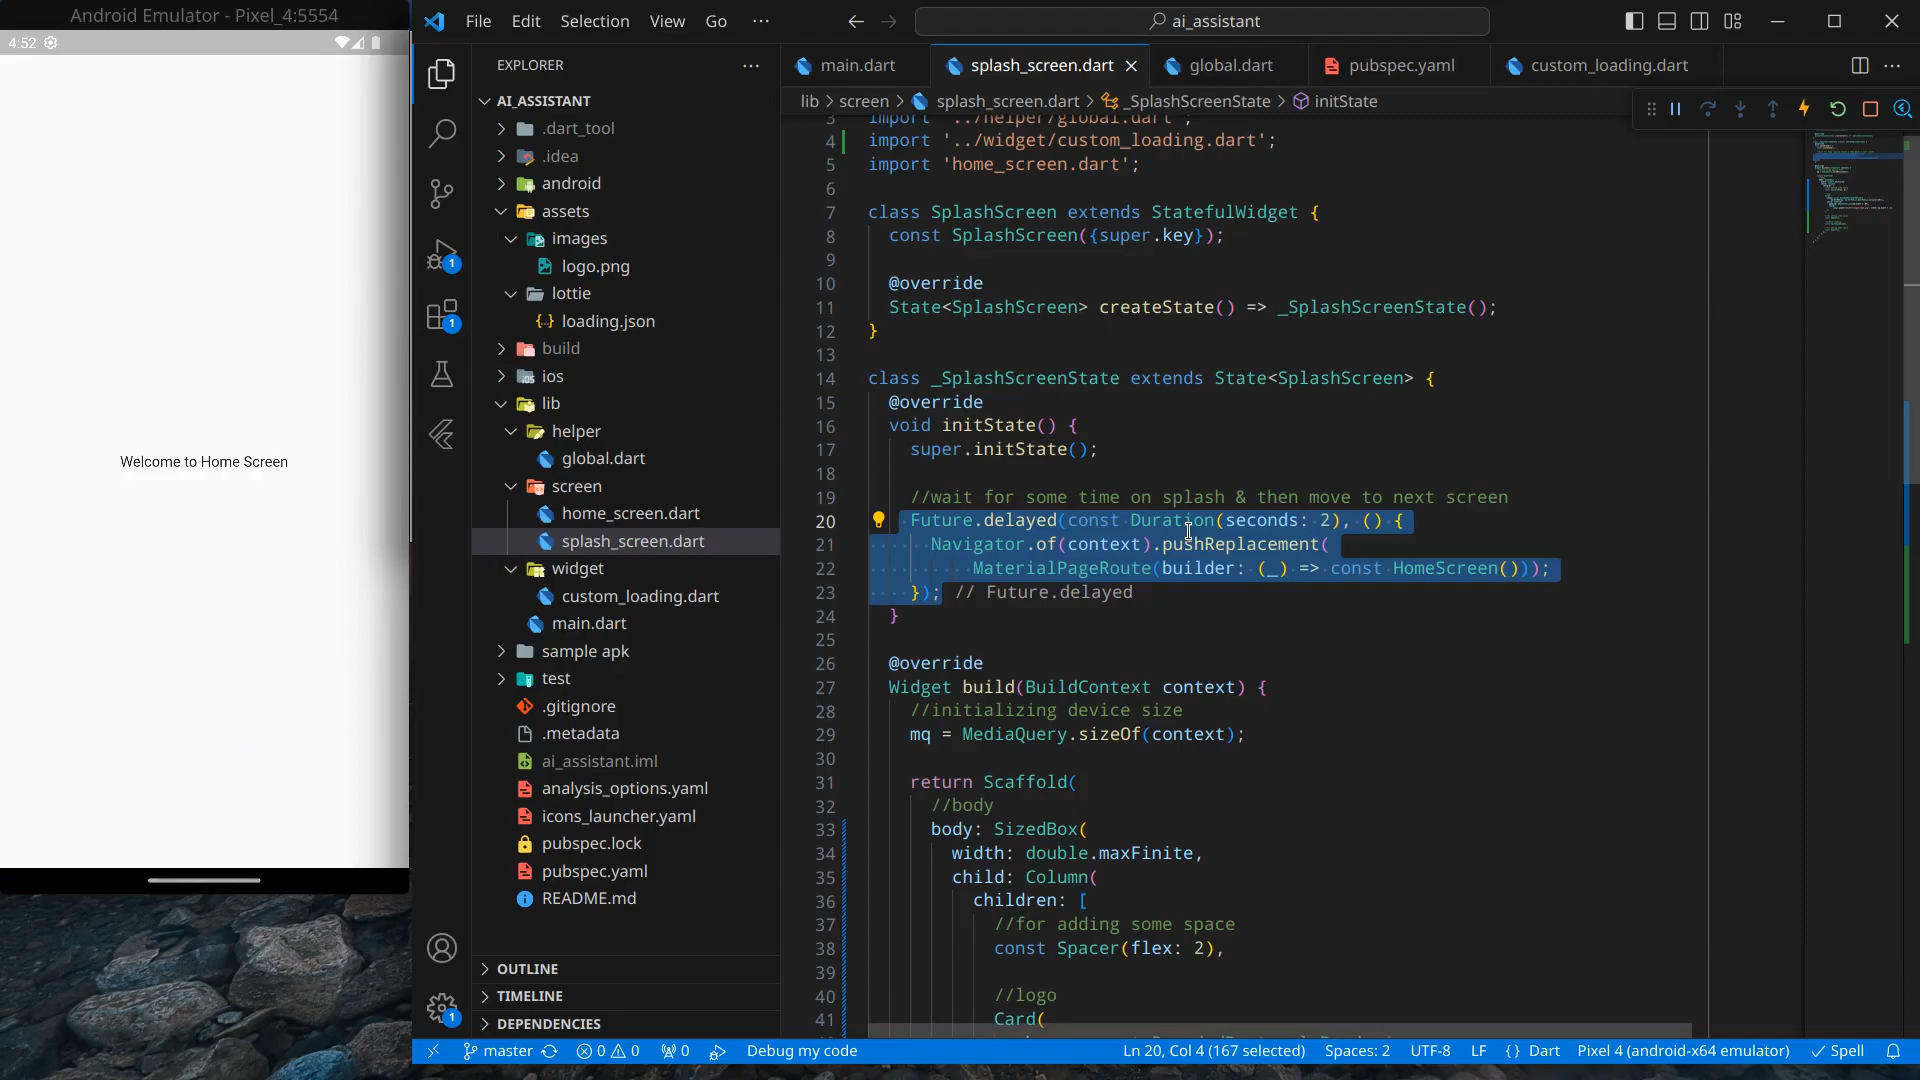 Android Emulator - Pixel_4:5554
4:52
Welcome to Home Screen
File Edit Selection View Go ...
ai_assistant
EXPLORER
AI_ASSISTANT
.dart_tool
.idea
android
assets
images
logo.png
lottie
loading.json
build
ios
lib
helper
global.dart
screen
home_screen.dart
splash_screen.dart
widget
custom_loading.dart
main.dart
sample apk
test
.gitignore
.metadata
ai_assistant.iml
analysis_options.yaml
icons_launcher.yaml
pubspec.lock
pubspec.yaml
README.md
OUTLINE
TIMELINE
DEPENDENCIES
1
1
1
main.dart splash_screen.dart global.dart pubspec.yaml custom_loading.dart
lib > screen > splash_screen.dart > _SplashScreenState > initState
3 import '../helper/global.dart';
4 import '../widget/custom_loading.dart';
5 import 'home_screen.dart';
6
7 class SplashScreen extends StatefulWidget {
8 const SplashScreen({super.key});
9
10 @override
11 State<SplashScreen> createState() => _SplashScreenState();
12 }
13
14 class _SplashScreenState extends State<SplashScreen> {
15 @override
16 void initState() {
17 super.initState();
18
19 //wait for some time on splash & then move to next screen
20 Future.delayed(const Duration(seconds: 2), () {
21 Navigator.of(context).pushReplacement(
22 MaterialPageRoute(builder: (_) => const HomeScreen()));
23 }); // Future.delayed
24 }
25
26 @override
27 Widget build(BuildContext context) {
28 //initializing device size
29 mq = MediaQuery.sizeOf(context);
30
31 return Scaffold(
32 //body
33 body: SizedBox(
34 width: double.maxFinite,
35 child: Column(
36 children: [
37 //for adding some space
38 const Spacer(flex: 2),
39
40 //logo
41 Card(
master 0 0 0 Debug my code Ln 20, Col 4 (167 selected) Spaces: 2 UTF-8 LF {} Dart Pixel 4 (android-x64 emulator) Spell